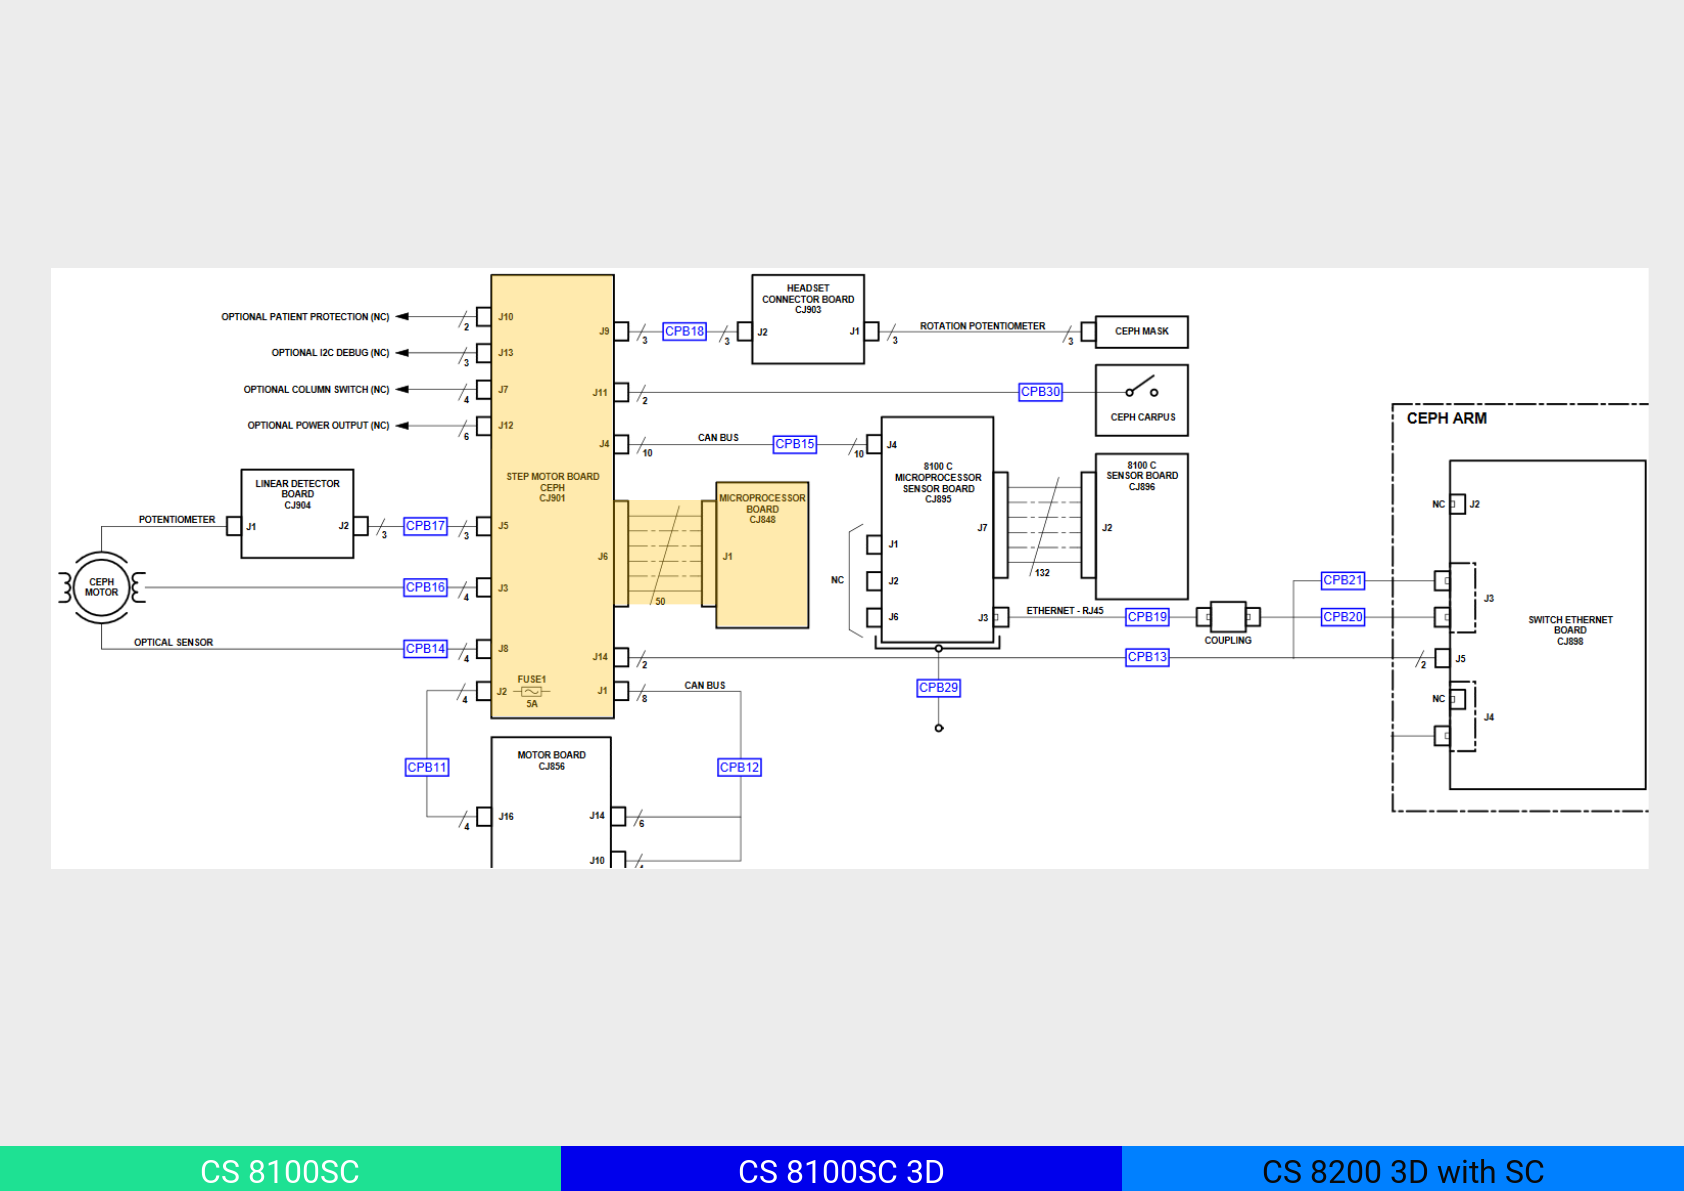 HEADSET
CONNECTOR BOARD
CJ903
OPTIONAL PATIENT PROTECTION (NC)
2
J10
J9
3
CPB18
3
J2
J1
3
ROTATION POTENTIOMETER
3
CEPH MASK
OPTIONAL I2C DEBUG (NC)
3
J13
OPTIONAL COLUMN SWITCH (NC)
4
J7
J11
2
CPB30
CEPH CARPUS
OPTIONAL POWER OUTPUT (NC)
6
J12
CEPH ARM
J4
10
CAN BUS
CPB15
10
J4
8100 C
MICROPROCESSOR
SENSOR BOARD
CJ895
8100 C
SENSOR BOARD
CJ896
STEP MOTOR BOARD
CEPH
CJ901
LINEAR DETECTOR
BOARD
CJ904
MICROPROCESSOR
BOARD
CJ848
NC
J2
POTENTIOMETER
J1
J2
3
CPB17
3
J5
J7
J2
J6
50
J1
132
NC
J1
J2
J6
CEPH
MOTOR
CPB16
4
J3
CPB21
J3
J3
ETHERNET - RJ45
CPB19
COUPLING
CPB20
SWITCH ETHERNET
BOARD
CJ898
OPTICAL SENSOR
CPB14
4
J8
J14
2
CPB13
2
J5
FUSE1
5A
4
J2
J1
8
CAN BUS
CPB29
NC
J4
MOTOR BOARD
CJ856
CPB11
CPB12
4
J16
J14
6
J10
CS 8100SC
CS 8100SC 3D
CS 8200 3D with SC